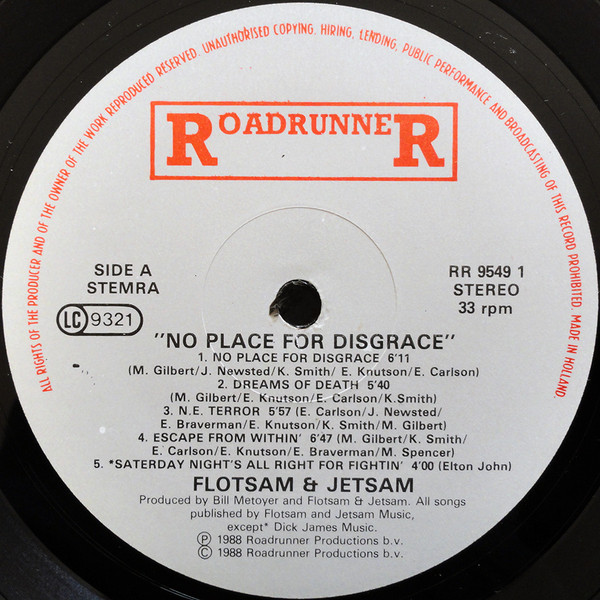 ALL RIGHTS OF THE PRODUCER AND OF THE OWNER OF THE WORK REPRODUCED RESERVED. UNAUTHORISED COPYING, HIRING, LENDING, PUBLIC PERFORMANCE AND BROADCASTING OF THIS RECORD PROHIBITED. MADE IN HOLLAND.
ROADRUNNER
SIDE A
STEMRA
LC 9321
RR 9549 1
STEREO
33 rpm
"NO PLACE FOR DISGRACE"
1. NO PLACE FOR DISGRACE 6'11
(M. Gilbert/J. Newsted/K. Smith/ E. Knutson/E. Carlson)
2. DREAMS OF DEATH 5'40
(M. Gilbert/E. Knutson/E. Carlson/K.Smith)
3. N.E. TERROR 5'57 (E. Carlson/J. Newsted/
E. Braverman/E. Knutson/K. Smith/M. Gilbert)
4. ESCAPE FROM WITHIN' 6'47 (M. Gilbert/K. Smith/
E. Carlson/E. Knutson/E. Braverman/M. Spencer)
5. *SATERDAY NIGHT'S ALL RIGHT FOR FIGHTIN' 4'00 (Elton John)
FLOTSAM & JETSAM
Produced by Bill Metoyer and Flotsam & Jetsam. All songs
published by Flotsam and Jetsam Music,
except* Dick James Music.
Ⓟ 1988 Roadrunner Productions b.v.
© 1988 Roadrunner Productions b.v.